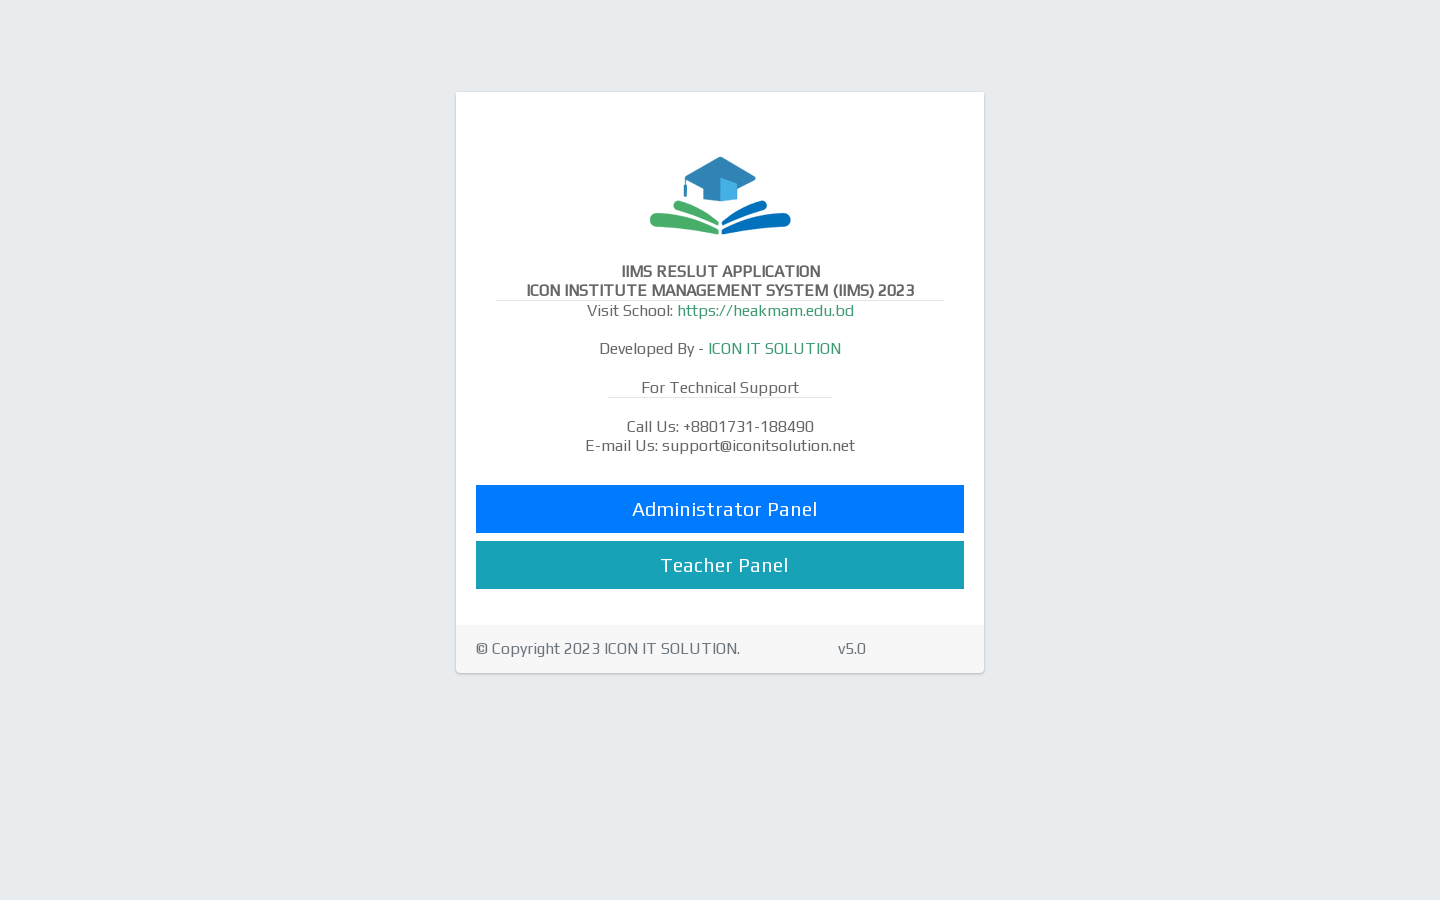 IIMS RESLUT APPLICATION
ICON INSTITUTE MANAGEMENT SYSTEM (IIMS) 2023
Visit School: https://heakmam.edu.bd
Developed By - ICON IT SOLUTION
For Technical Support
Call Us: +8801731-188490
E-mail Us: support@iconitsolution.net
Administrator Panel
Teacher Panel
© Copyright 2023 ICON IT SOLUTION. v5.0